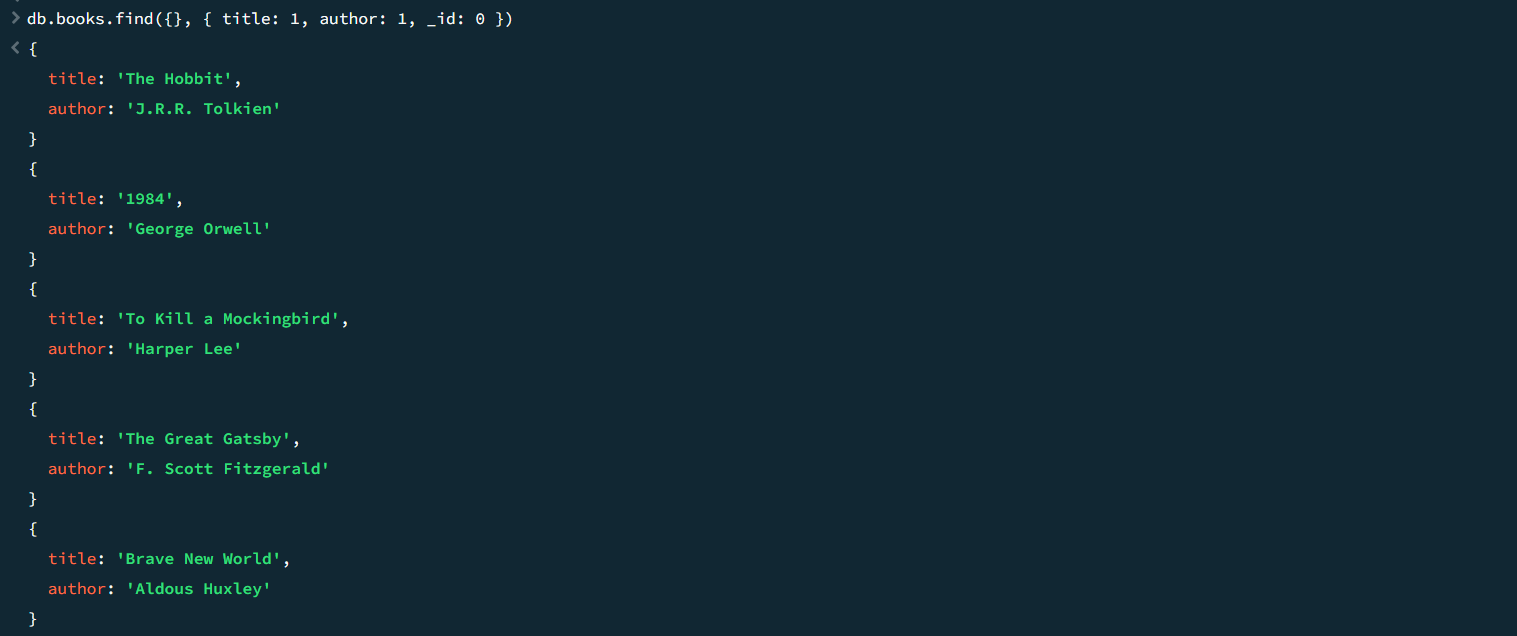 > db.books.find({}, { title: 1, author: 1, _id: 0 })
< {
title: 'The Hobbit',
author: 'J.R.R. Tolkien'
}
{
title: '1984',
author: 'George Orwell'
}
{
title: 'To Kill a Mockingbird',
author: 'Harper Lee'
}
{
title: 'The Great Gatsby',
author: 'F. Scott Fitzgerald'
}
{
title: 'Brave New World',
author: 'Aldous Huxley'
}